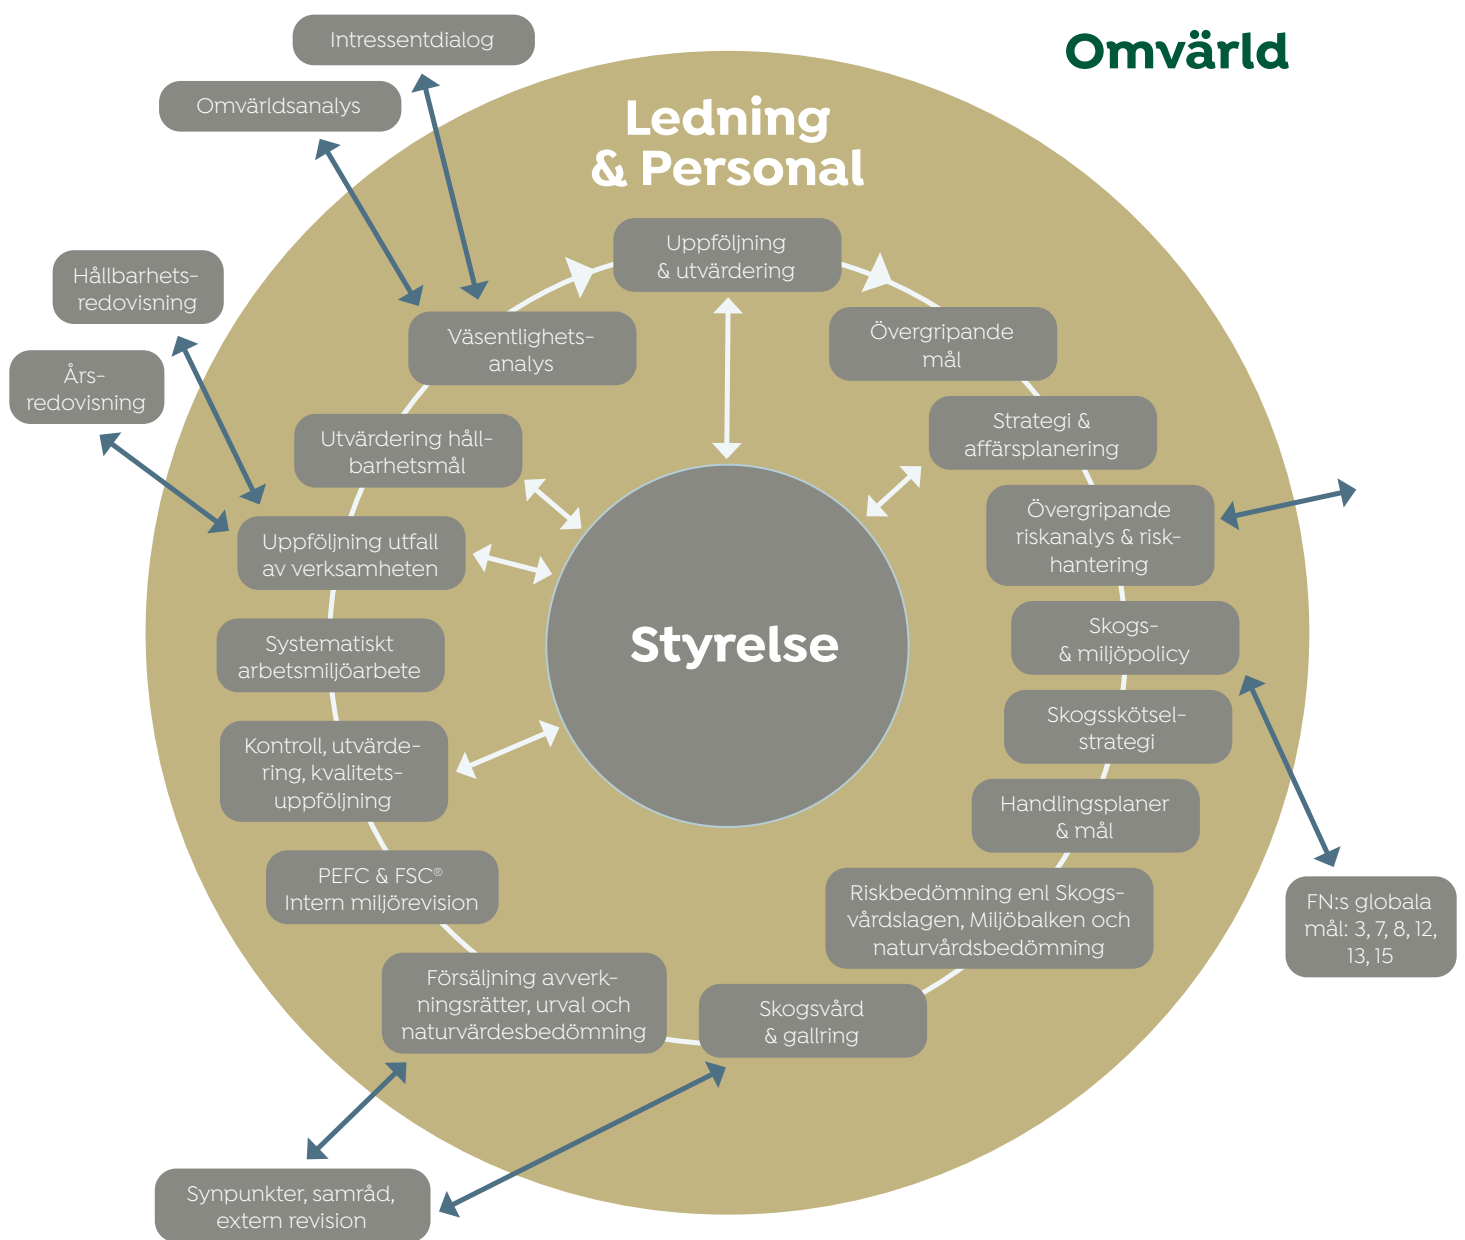 Omvärld
Intressentdialog
Omvärldsanalys
Hållbarhets-
redovisning
Års-
redovisning
Ledning
& Personal
Uppföljning
& utvärdering
Övergripande
mål
Strategi &
affärsplanering
Övergripande
riskanalys & risk-
hantering
Skogs-
& miljöpolicy
Skogsskötsel-
strategi
Handlingsplaner
& mål
Riskbedömning enl Skogs-
vårdslagen, Miljöbalken och
naturvårdsbedömning
Skogsvård
& gallring
Försäljning avverk-
ningsrätter, urval och
naturvärdesbedömning
PEFC & FSC®
Intern miljörevision
Kontroll, utvärde-
ring, kvalitets-
uppföljning
Systematiskt
arbetsmiljöarbete
Uppföljning utfall
av verksamheten
Utvärdering håll-
barhetsmål
Väsentlighets-
analys
Styrelse
FN:s globala
mål: 3, 7, 8, 12,
13, 15
Synpunkter, samråd,
extern revision